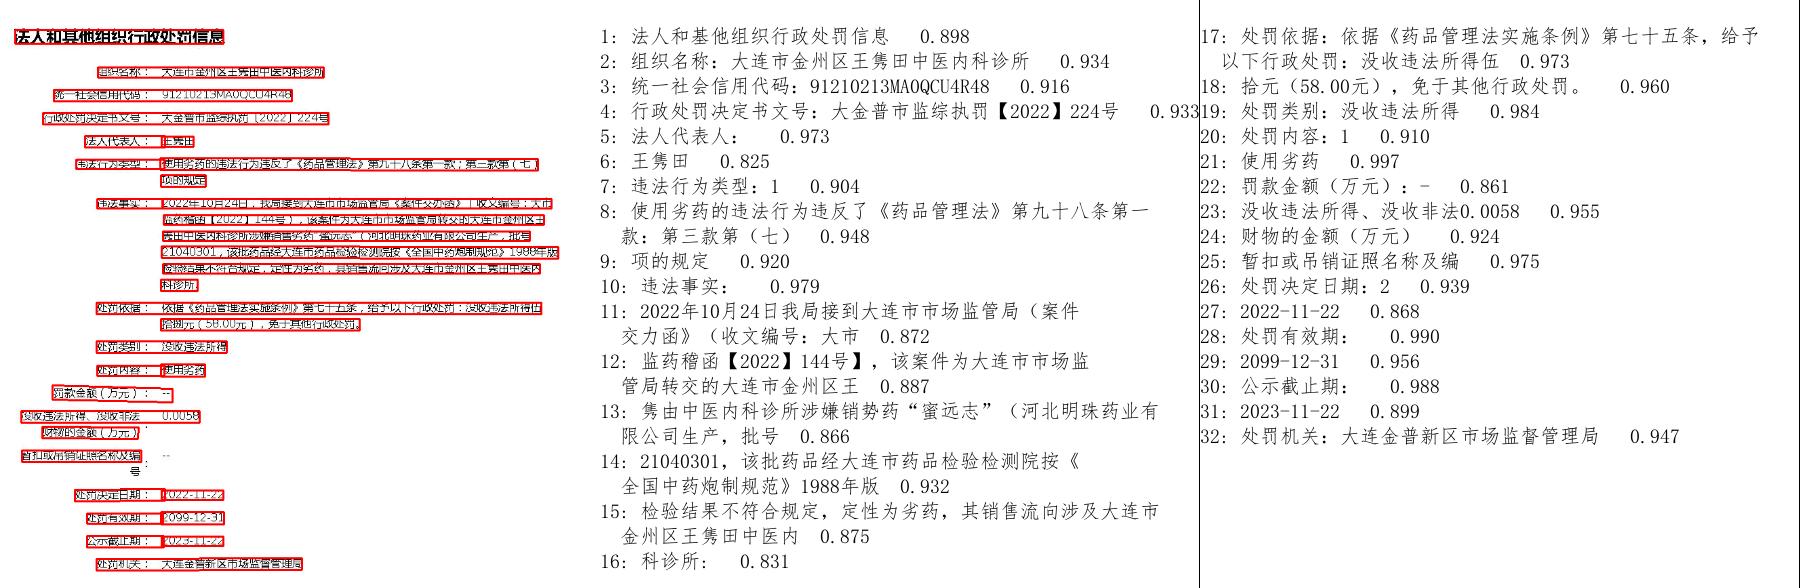 法人和其他组织行政处罚信息
组织名称： 大连市金州区王隽田中医内科诊所
统一社会信用代码： 91210213MA0QCU4R48
行政处罚决定书文号： 大金普市监综执罚〔2022〕224号
法人代表人： 王隽田
违法行为类型： 使用劣药的违法行为违反了《药品管理法》第九十八条第一款；第三款第（七）
项的规定
违法事实： 2022年10月24日，我局接到大连市市场监管局《案件交办函》（收文编号：大市
监药稽函【2022】144号），该案件为大连市市场监管局转交的大连市金州区王
隽田中医内科诊所涉嫌销售劣药“蜜远志”（河北明珠药业有限公司生产，批号
21040301，该批药品经大连市药品检验检测院按《全国中药炮制规范》1988年版
检验结果不符合规定，定性为劣药，其销售流向涉及大连市金州区王隽田中医内
科诊所。
处罚依据： 依据《药品管理法实施条例》第七十五条，给予以下行政处罚：没收违法所得伍
拾捌元（58.00元），免于其他行政处罚。
处罚类别： 没收违法所得
处罚内容： 使用劣药
罚款金额（万元）： --
没收违法所得、没收非法 0.0058
财物的金额（万元）：
暂扣或吊销证照名称及编 --
号：
处罚决定日期： 2022-11-22
处罚有效期： 2099-12-31
公示截止期： 2023-11-22
处罚机关： 大连金普新区市场监督管理局
1: 法人和基他组织行政处罚信息 0.898
2: 组织名称: 大连市金州区王隽田中医内科诊所 0.934
3: 统一社会信用代码: 91210213MA0QCU4R48 0.916
4: 行政处罚决定书文号: 大金普市监综执罚【2022】224号 0.933
5: 法人代表人: 0.973
6: 王隽田 0.825
7: 违法行为类型: 1 0.904
8: 使用劣药的违法行为违反了《药品管理法》第九十八条第一
款: 第三款第（七） 0.948
9: 项的规定 0.920
10: 违法事实: 0.979
11: 2022年10月24日我局接到大连市市场监管局（案件
交力函》（收文编号: 大市 0.872
12: 监药稽函【2022】144号】, 该案件为大连市市场监
管局转交的大连市金州区王 0.887
13: 隽由中医内科诊所涉嫌销势药“蜜远志”（河北明珠药业有
限公司生产, 批号 0.866
14: 21040301, 该批药品经大连市药品检验检测院按《
全国中药炮制规范》1988年版 0.932
15: 检验结果不符合规定, 定性为劣药, 其销售流向涉及大连市
金州区王隽田中医内 0.875
16: 科诊所: 0.831
17: 处罚依据: 依据《药品管理法实施条例》第七十五条, 给予
以下行政处罚: 没收违法所得伍 0.973
18: 拾元（58.00元）, 免于其他行政处罚。 0.960
19: 处罚类别: 没收违法所得 0.984
20: 处罚内容: 1 0.910
21: 使用劣药 0.997
22: 罚款金额（万元）: - 0.861
23: 没收违法所得、没收非法0.0058 0.955
24: 财物的金额（万元） 0.924
25: 暂扣或吊销证照名称及编 0.975
26: 处罚决定日期: 2 0.939
27: 2022-11-22 0.868
28: 处罚有效期: 0.990
29: 2099-12-31 0.956
30: 公示截止期: 0.988
31: 2023-11-22 0.899
32: 处罚机关: 大连金普新区市场监督管理局 0.947